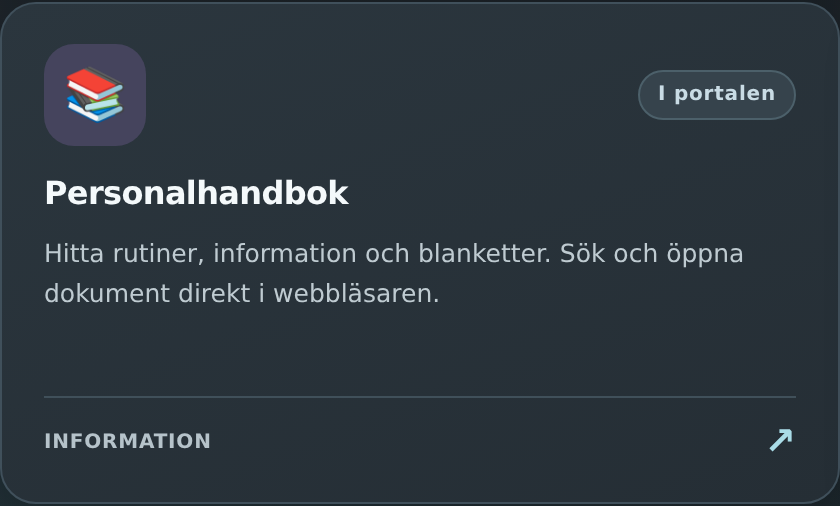 I portalen
Personalhandbok
Hitta rutiner, information och blanketter. Sök och öppna
dokument direkt i webbläsaren.
INFORMATION